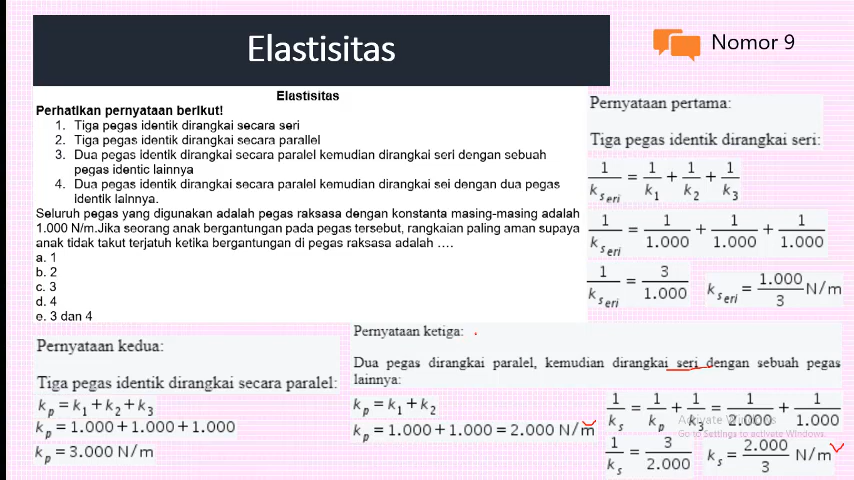 Elastisitas
Nomor 9
Elastisitas
Perhatikan pernyataan berikut!
1. Tiga pegas identik dirangkai secara seri
2. Tiga pegas identik dirangkai secara parallel
3. Dua pegas identik dirangkai secara paralel kemudian dirangkai seri dengan sebuah
pegas identic lainnya
4. Dua pegas identik dirangkai secara paralel kemudian dirangkai sei dengan dua pegas
identik lainnya.
Seluruh pegas yang digunakan adalah pegas raksasa dengan konstanta masing-masing adalah
1.000 N/m.Jika seorang anak bergantungan pada pegas tersebut, rangkaian paling aman supaya
anak tidak takut terjatuh ketika bergantungan di pegas raksasa adalah ....
a. 1
b. 2
c. 3
d. 4
e. 3 dan 4
Pernyataan pertama:
Tiga pegas identik dirangkai seri:
1/k_seri = 1/k_1 + 1/k_2 + 1/k_3
1/k_seri = 1/1.000 + 1/1.000 + 1/1.000
1/k_seri = 3/1.000 k_seri = 1.000/3 N/m
Pernyataan kedua:
Tiga pegas identik dirangkai secara paralel:
k_p = k_1 + k_2 + k_3
k_p = 1.000 + 1.000 + 1.000
k_p = 3.000 N/m
Pernyataan ketiga:
Dua pegas dirangkai paralel, kemudian dirangkai seri dengan sebuah pegas
lainnya:
k_p = k_1 + k_2
k_p = 1.000 + 1.000 = 2.000 N/m
1/k_s = 1/k_p + 1/k_3 = 1/2.000 + 1/1.000
1/k_s = 3/2.000 k_s = 2.000/3 N/m
Activate Windows
Go to Settings to activate Windows.